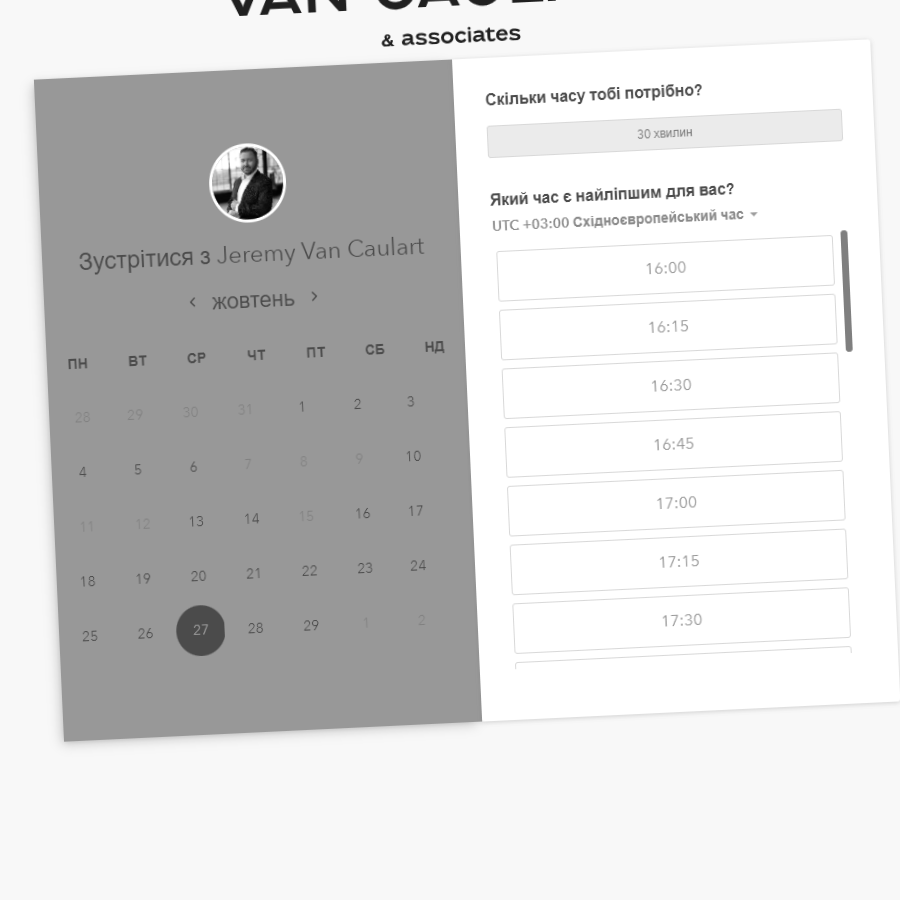 & associates
Зустрітися з Jeremy Van Caulart
‹ жовтень ›
ПН ВТ СР ЧТ ПТ СБ НД
28 29 30 31 1 2 3
4 5 6 7 8 9 10
11 12 13 14 15 16 17
18 19 20 21 22 23 24
25 26 27 28 29 1 2
Скільки часу тобі потрібно?
30 хвилин
Який час є найліпшим для вас?
UTC +03:00 Східноєвропейський час
16:00
16:15
16:30
16:45
17:00
17:15
17:30